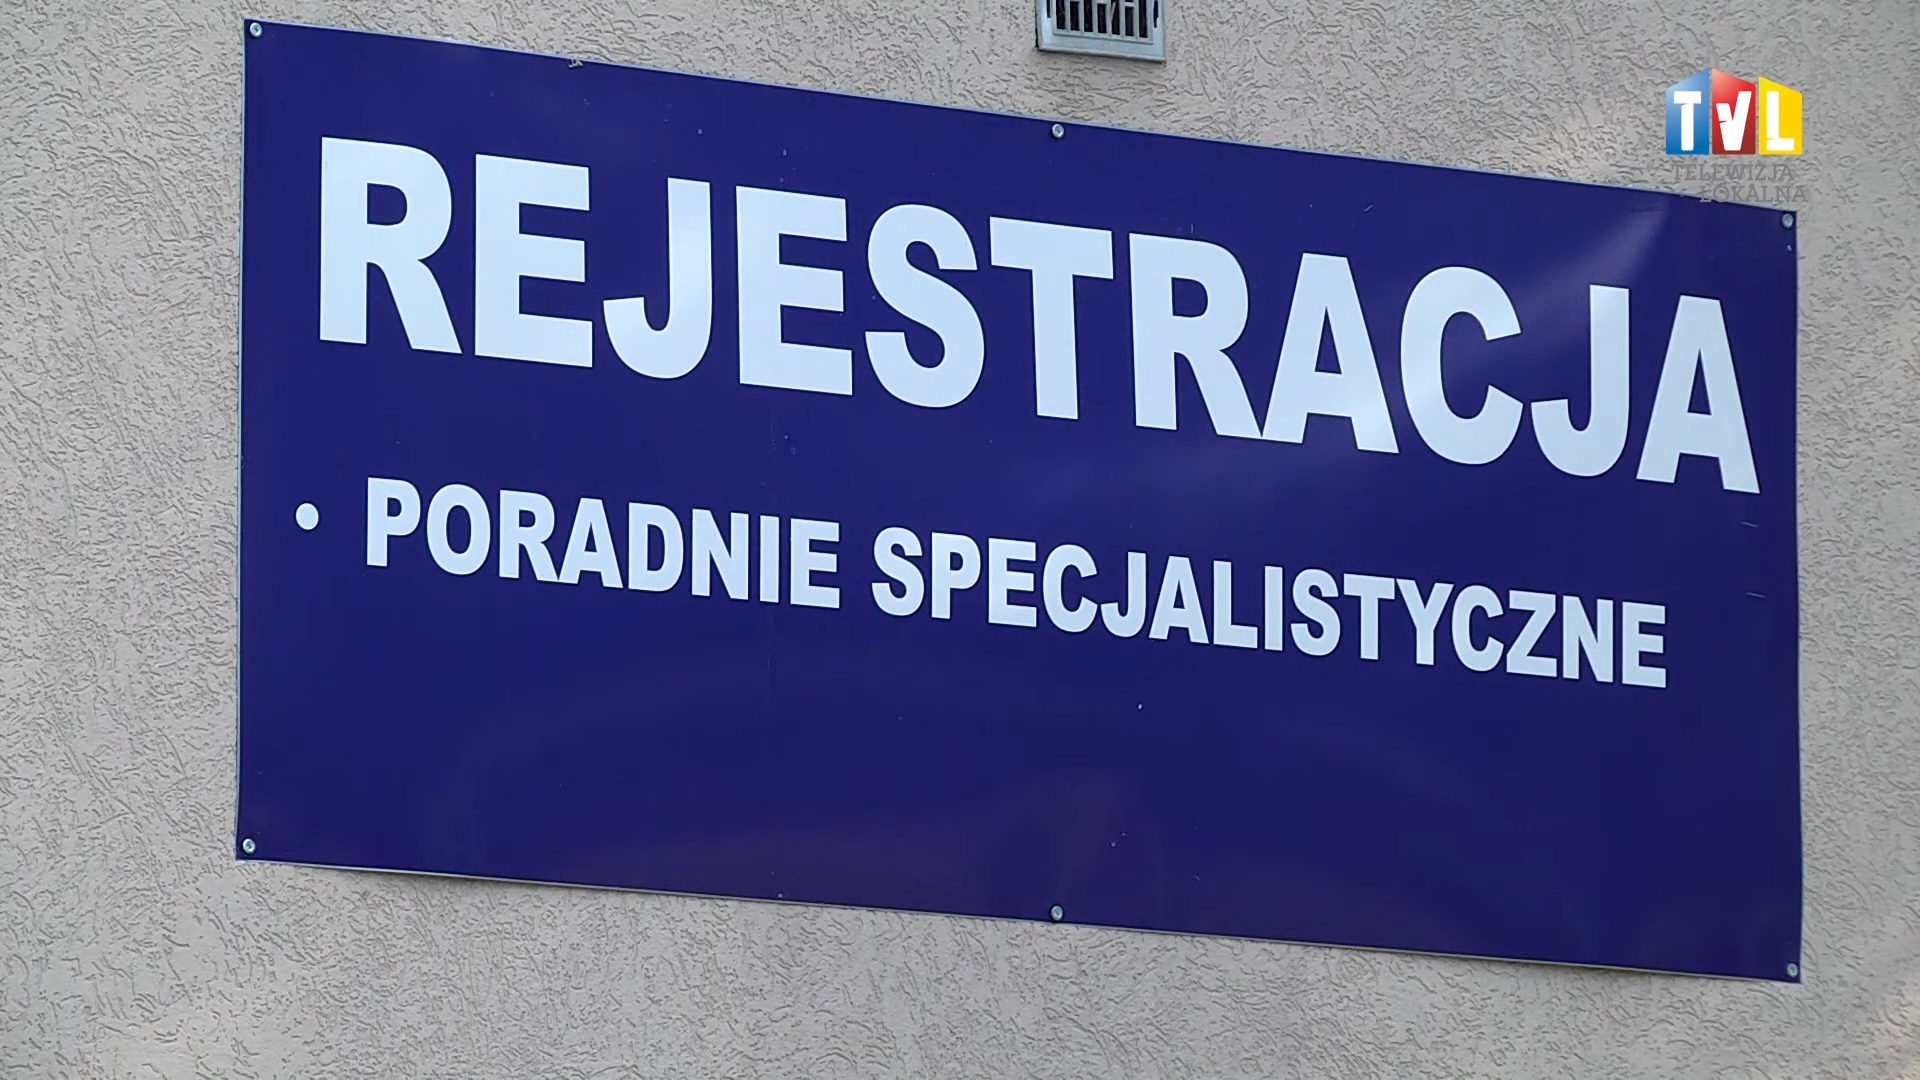 REJESTRACJA
• PORADNIE SPECJALISTYCZNE
TVL
TELEWIZJA
LOKALNA